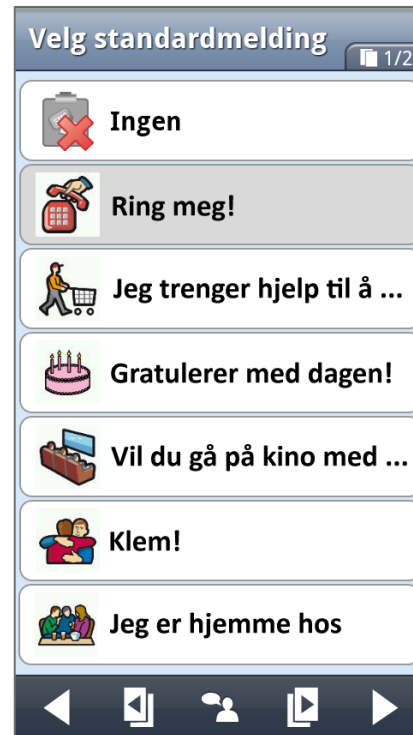 Velg standardmelding
1/2
Ingen
Ring meg!
Jeg trenger hjelp til å ...
Gratulerer med dagen!
Vil du gå på kino med ...
Klem!
Jeg er hjemme hos